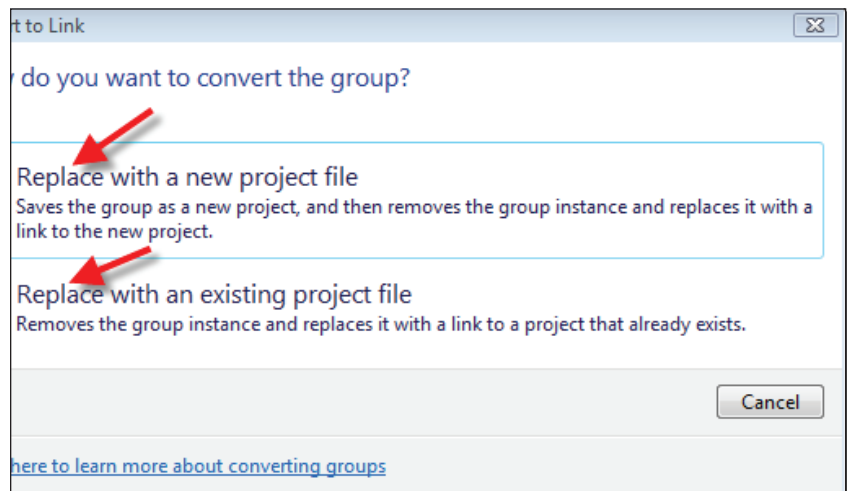 rt to Link
do you want to convert the group?
Replace with a new project file
Saves the group as a new project, and then removes the group instance and replaces it with a
link to the new project.
Replace with an existing project file
Removes the group instance and replaces it with a link to a project that already exists.
Cancel
here to learn more about converting groups